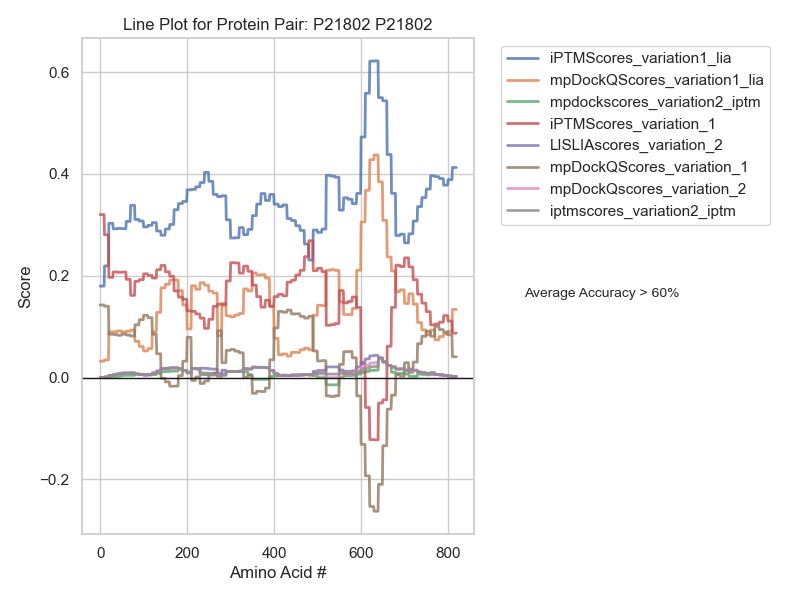 Line Plot for Protein Pair: P21802 P21802
0.6
0.4
0.2
0.0
−0.2
Score
0
200
400
600
800
Amino Acid #
iPTMScores_variation1_lia
mpDockQScores_variation1_lia
mpdockscores_variation2_iptm
iPTMScores_variation_1
LISLIAscores_variation_2
mpDockQScores_variation_1
mpDockQscores_variation_2
iptmscores_variation2_iptm
Average Accuracy > 60%